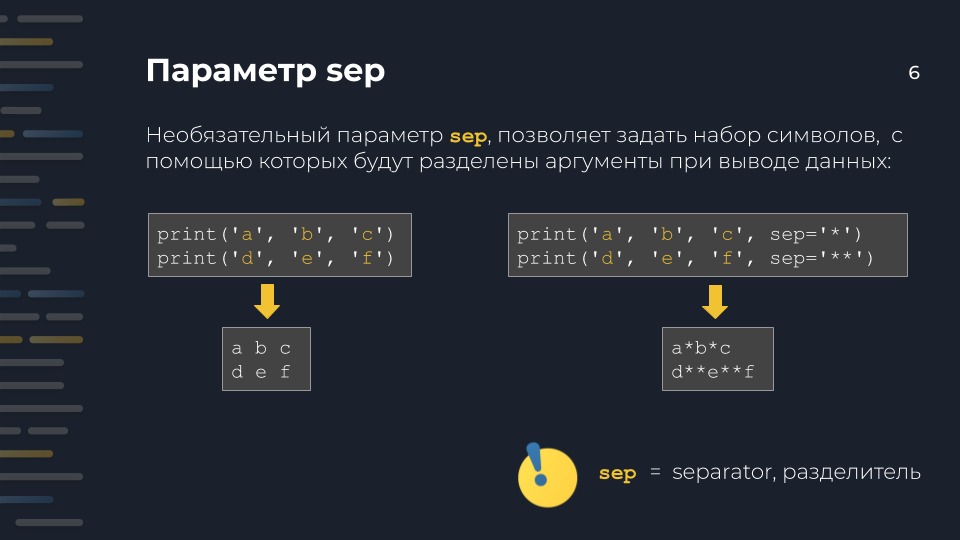 Параметр sep
6
Необязательный параметр sep, позволяет задать набор символов, с
помощью которых будут разделены аргументы при выводе данных:
print('a', 'b', 'c')
print('d', 'e', 'f')
print('a', 'b', 'c', sep='*')
print('d', 'e', 'f', sep='**')
a b c
d e f
a*b*c
d**e**f
sep = separator, разделитель